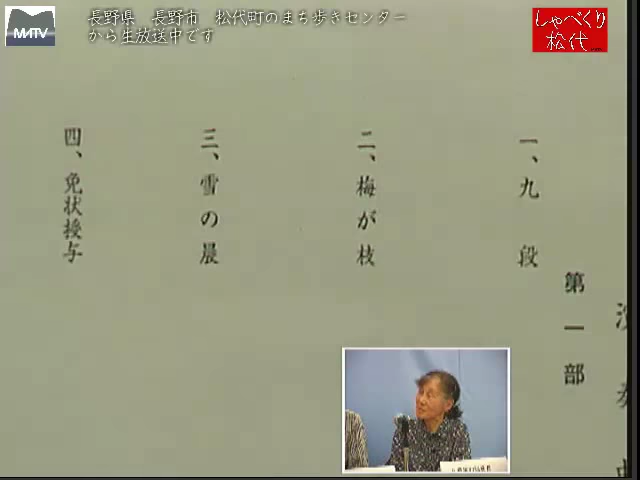 MATV
長野県　長野市　松代町のまち歩きセンター
から生放送中です
しゃべくり
松代
第一部
一、九段
二、梅が枝
三、雪の晨
四、免状授与